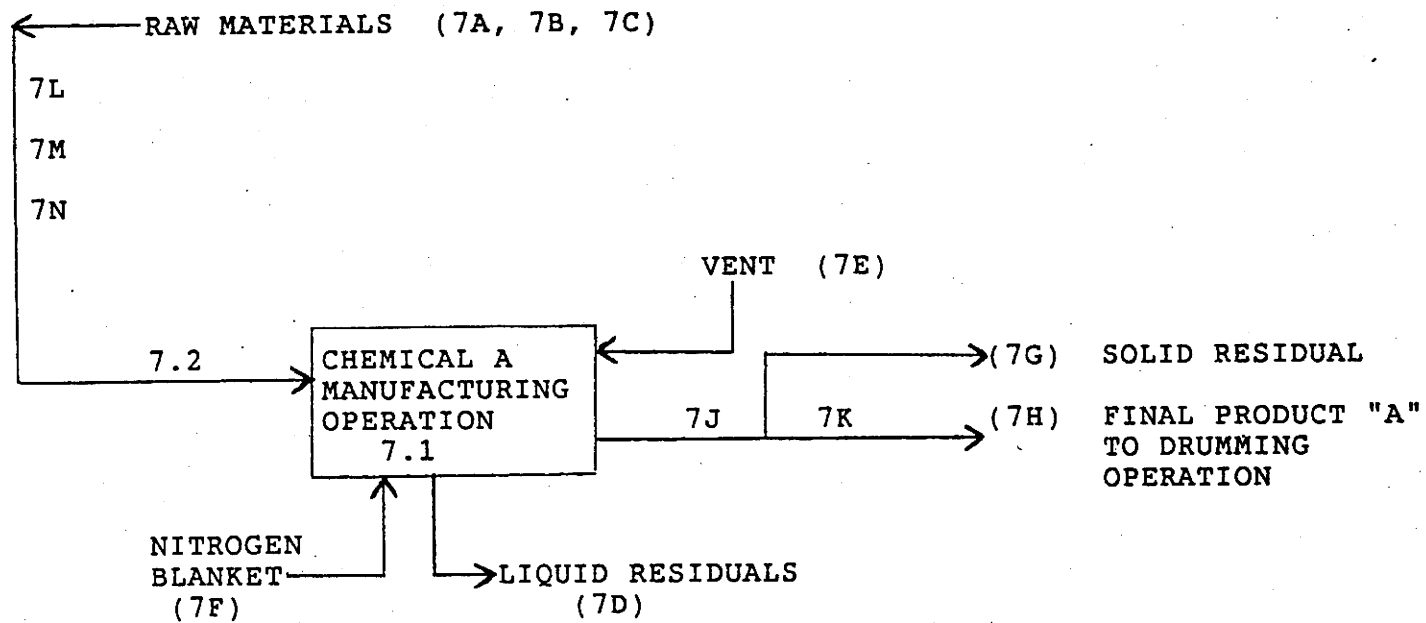 RAW MATERIALS (7A, 7B, 7C)
7L
7M
7N
VENT (7E)
7.2
CHEMICAL A
MANUFACTURING
OPERATION
7.1
7J
7K
(7G) SOLID RESIDUAL
(7H) FINAL PRODUCT "A"
TO DRUMMING
OPERATION
NITROGEN
BLANKET
(7F)
LIQUID RESIDUALS
(7D)